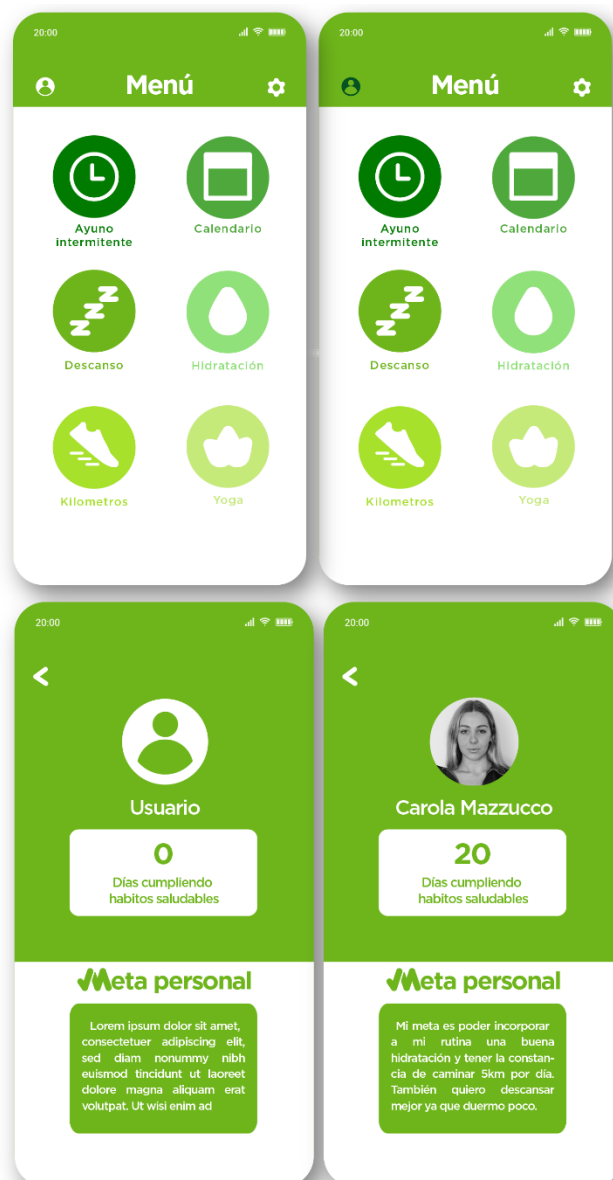 20:00
Menú
Ayuno
intermitente
Calendario
Descanso
Hidratación
Kilometros
Yoga
20:00
Menú
Ayuno
intermitente
Calendario
Descanso
Hidratación
Kilometros
Yoga
20:00
Usuario
0
Días cumpliendo
habitos saludables
Meta personal
Lorem ipsum dolor sit amet,
consectetuer adipiscing elit,
sed diam nonummy nibh
euismod tincidunt ut laoreet
dolore magna aliquam erat
volutpat. Ut wisi enim ad
20:00
Carola Mazzucco
20
Días cumpliendo
habitos saludables
Meta personal
Mi meta es poder incorporar
a mi rutina una buena
hidratación y tener la constan-
cia de caminar 5km por día.
También quiero descansar
mejor ya que duermo poco.